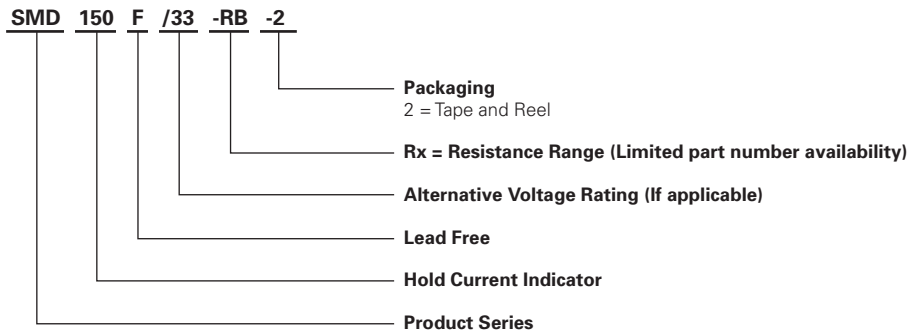 SMD 150 F /33 -RB -2
Packaging
2 = Tape and Reel
Rx = Resistance Range (Limited part number availability)
Alternative Voltage Rating (If applicable)
Lead Free
Hold Current Indicator
Product Series